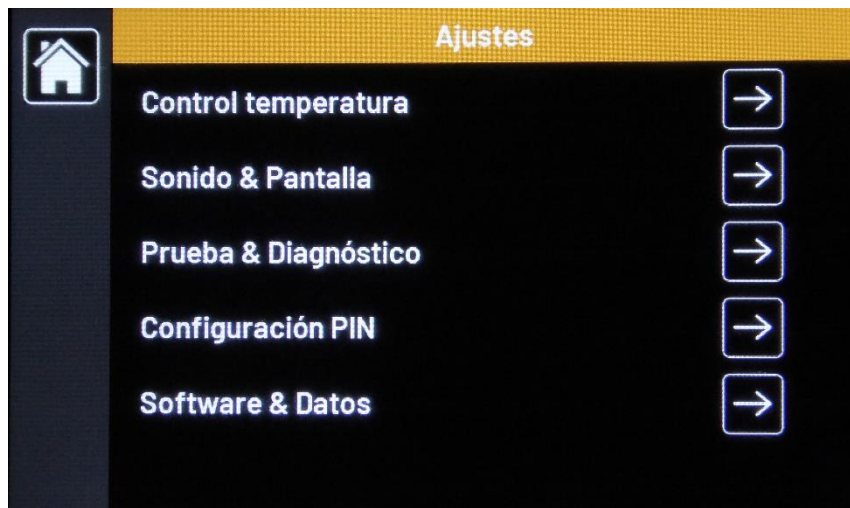 Ajustes
Control temperatura
Sonido & Pantalla
Prueba & Diagnóstico
Configuración PIN
Software & Datos